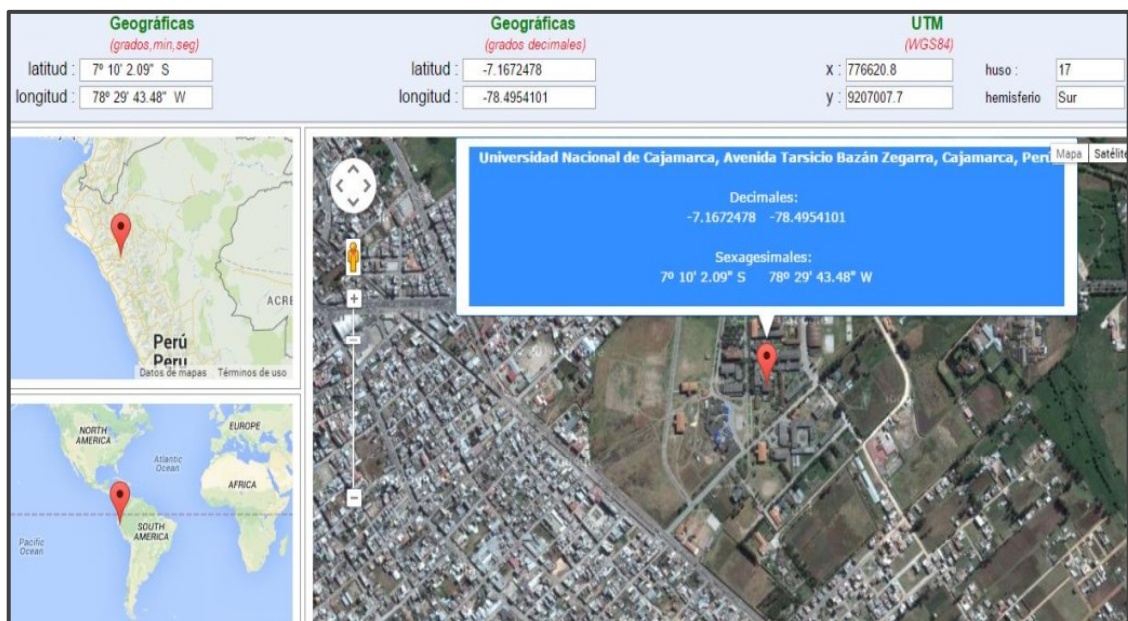 Geográficas
(grados,min,seg)
latitud : 7º 10' 2.09" S
longitud : 78º 29' 43.48" W
Geográficas
(grados decimales)
latitud : -7.1672478
longitud : -78.4954101
UTM
(WGS84)
x : 776620.8 huso : 17
y : 9207007.7 hemisferio Sur
ACRE
Perú
Peru
Datos de mapas Términos de uso
NORTH
AMERICA
EUROPE
Atlantic
Ocean
AFRICA
SOUTH
AMERICA
Pacific
Ocean
Universidad Nacional de Cajamarca, Avenida Tarsicio Bazán Zegarra, Cajamarca, Perú
Decimales:
-7.1672478 -78.4954101
Sexagesimales:
7º 10' 2.09" S 78º 29' 43.48" W
Mapa Satélite